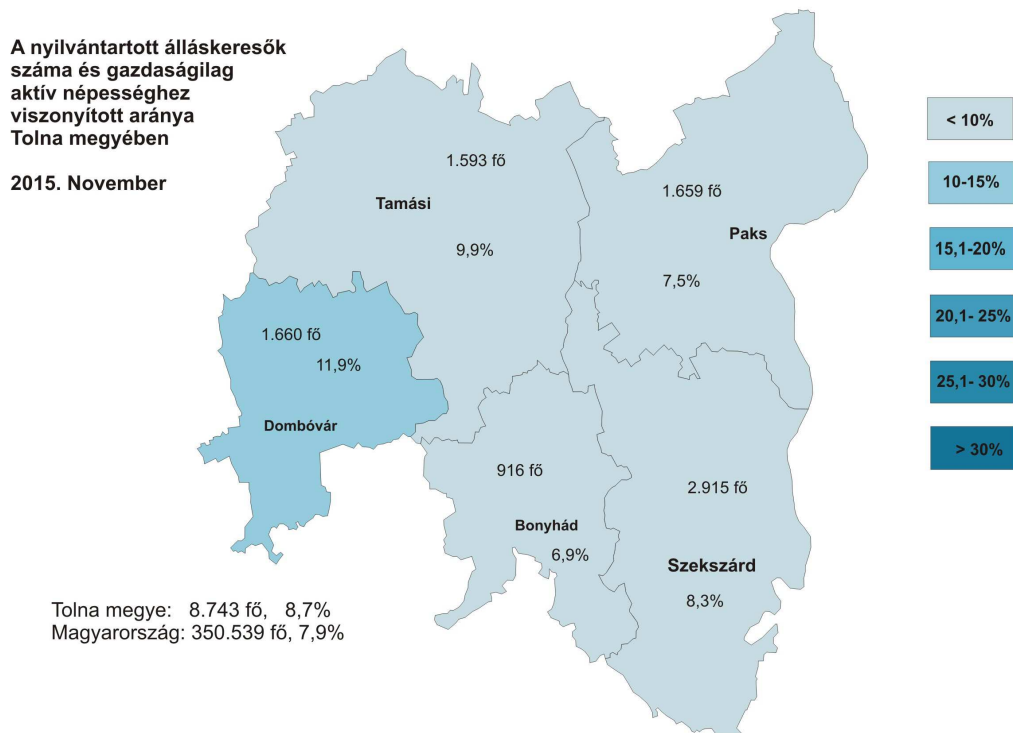 A nyilvántartott álláskeresők
száma és gazdaságilag
aktív népességhez
viszonyított aránya
Tolna megyében
2015. November
1.593 fő
Tamási
9,9%
1.659 fő
Paks
7,5%
1.660 fő
11,9%
Dombóvár
916 fő
Bonyhád
6,9%
2.915 fő
Szekszárd
8,3%
Tolna megye: 8.743 fő, 8,7%
Magyarország: 350.539 fő, 7,9%
< 10%
10-15%
15,1-20%
20,1- 25%
25,1- 30%
> 30%